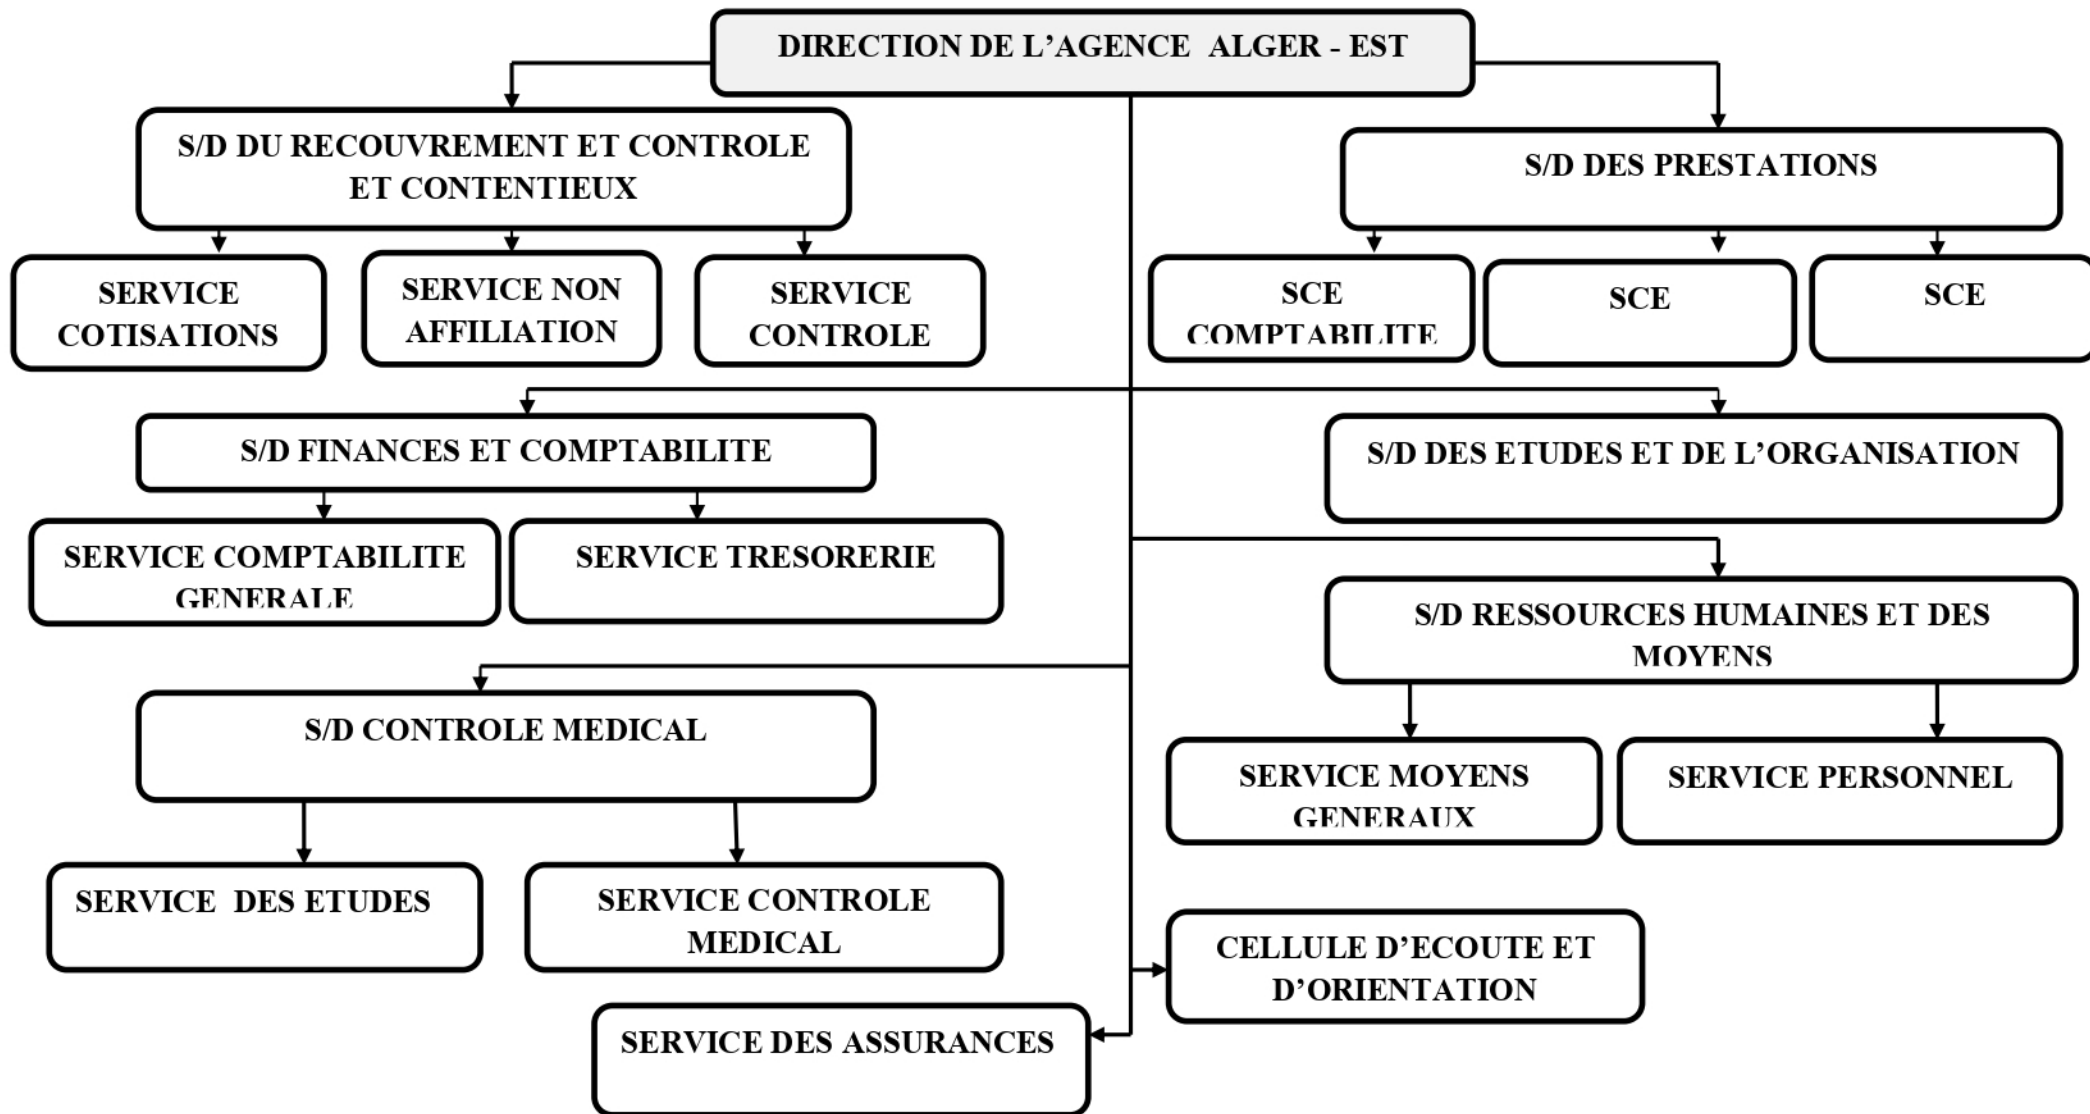 DIRECTION DE L’AGENCE ALGER - EST
S/D DU RECOUVREMENT ET CONTROLE
ET CONTENTIEUX
S/D DES PRESTATIONS
SERVICE
COTISATIONS
SERVICE NON
AFFILIATION
SERVICE
CONTROLE
SCE
COMPTABILITE
SCE
SCE
S/D FINANCES ET COMPTABILITE
S/D DES ETUDES ET DE L’ORGANISATION
SERVICE COMPTABILITE
GENERALE
SERVICE TRESORERIE
S/D RESSOURCES HUMAINES ET DES
MOYENS
S/D CONTROLE MEDICAL
SERVICE MOYENS
GENERAUX
SERVICE PERSONNEL
SERVICE DES ETUDES
SERVICE CONTROLE
MEDICAL
CELLULE D’ECOUTE ET
D’ORIENTATION
SERVICE DES ASSURANCES